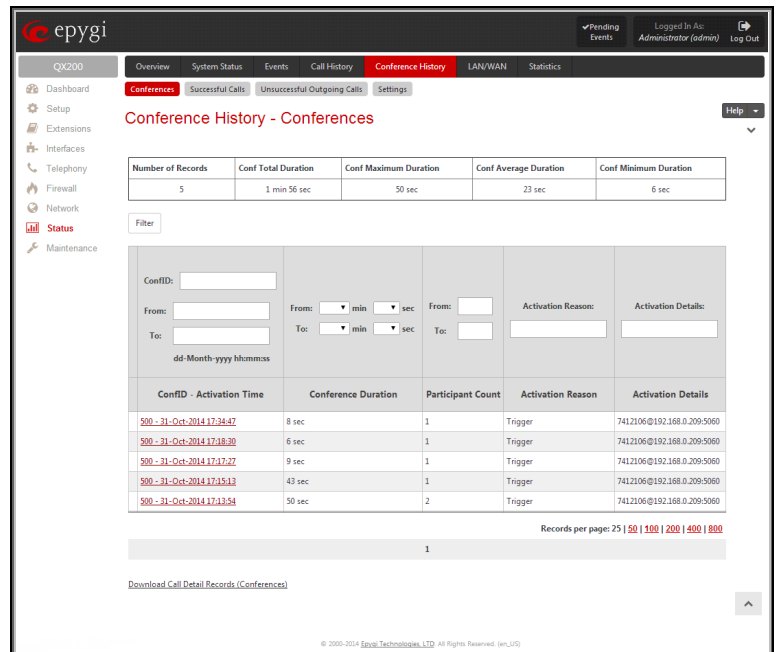 epygi
✔Pending Events
Logged In As:
Administrator (admin)
Log Out
QX200
Overview System Status Events Call History Conference History LAN/WAN Statistics
Dashboard
Setup
Extensions
Interfaces
Telephony
Firewall
Network
Status
Maintenance
Conferences Successful Calls Unsuccessful Outgoing Calls Settings
Conference History - Conferences
Help
Number of Records Conf Total Duration Conf Maximum Duration Conf Average Duration Conf Minimum Duration
5 1 min 56 sec 50 sec 23 sec 6 sec
Filter
ConfID:
From:
To:
dd-Month-yyyy hh:mm:ss
From: min sec
To: min sec
From:
To:
Activation Reason:
Activation Details:
ConfID - Activation Time Conference Duration Participant Count Activation Reason Activation Details
500 - 31-Oct-2014 17:34:47 8 sec 1 Trigger 7412106@192.168.0.209:5060
500 - 31-Oct-2014 17:18:30 6 sec 1 Trigger 7412106@192.168.0.209:5060
500 - 31-Oct-2014 17:17:27 9 sec 1 Trigger 7412106@192.168.0.209:5060
500 - 31-Oct-2014 17:15:13 43 sec 1 Trigger 7412106@192.168.0.209:5060
500 - 31-Oct-2014 17:13:54 50 sec 2 Trigger 7412106@192.168.0.209:5060
Records per page: 25 | 50 | 100 | 200 | 400 | 800
1
Download Call Detail Records (Conferences)
© 2000-2014 Epygi Technologies, LTD. All Rights Reserved. (en_US)